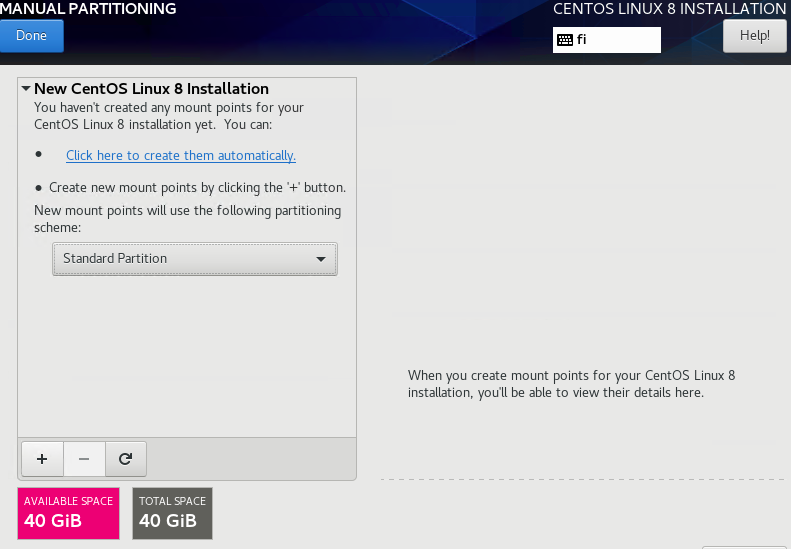 MANUAL PARTITIONING
CENTOS LINUX 8 INSTALLATION
Done
fi
Help!
New CentOS Linux 8 Installation
You haven't created any mount points for your
CentOS Linux 8 installation yet. You can:
• Click here to create them automatically.
• Create new mount points by clicking the '+' button.
New mount points will use the following partitioning
scheme:
Standard Partition
When you create mount points for your CentOS Linux 8
installation, you'll be able to view their details here.
+ −
AVAILABLE SPACE
40 GiB
TOTAL SPACE
40 GiB